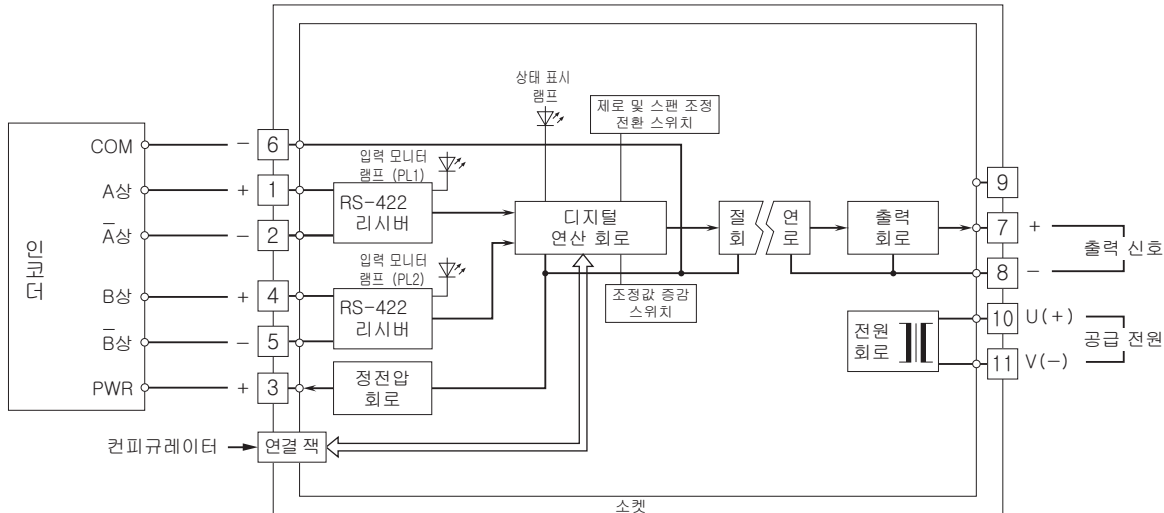 상태 표시
램프
제로 및 스팬 조정
전환 스위치
인코더
COM
− 6
A상
+ 1
A̅상
− 2
B상
+ 4
B̅상
− 5
PWR
+ 3
입력 모니터
램프 (PL1)
RS-422
리시버
입력 모니터
램프 (PL2)
RS-422
리시버
정전압
회로
디지털
연산 회로
조정값 증감
스위치
절 연
회 로
출력
회로
전원
회로
9
7 +
8 −
출력 신호
10 U(+)
11 V(−)
공급 전원
컨피규레이터
연결 잭
소켓